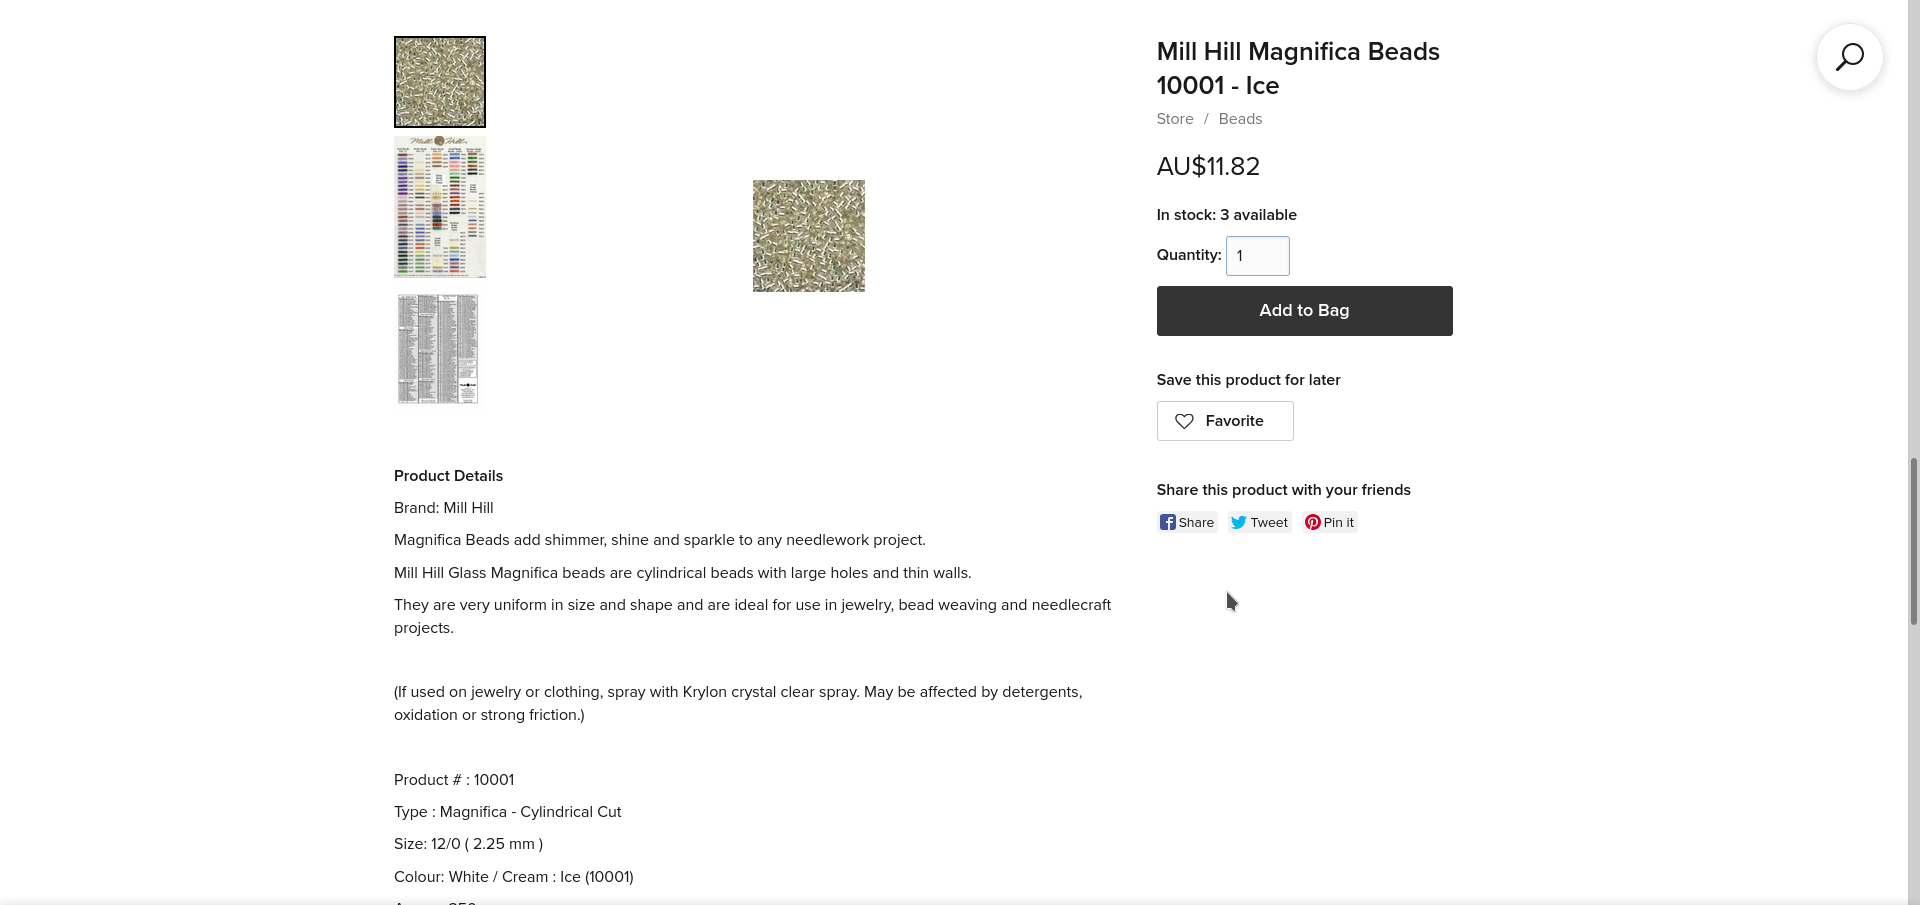 Mill Hill Magnifica Beads
10001 - Ice
Store / Beads
AU$11.82
In stock: 3 available
Quantity: 1
Add to Bag
Save this product for later
Favorite
Share this product with your friends
Share Tweet Pin it
Mill Hill
Product Details
Brand: Mill Hill
Magnifica Beads add shimmer, shine and sparkle to any needlework project.
Mill Hill Glass Magnifica beads are cylindrical beads with large holes and thin walls.
They are very uniform in size and shape and are ideal for use in jewelry, bead weaving and needlecraft
projects.
(If used on jewelry or clothing, spray with Krylon crystal clear spray. May be affected by detergents,
oxidation or strong friction.)
Product # : 10001
Type : Magnifica - Cylindrical Cut
Size: 12/0 ( 2.25 mm )
Colour: White / Cream : Ice (10001)